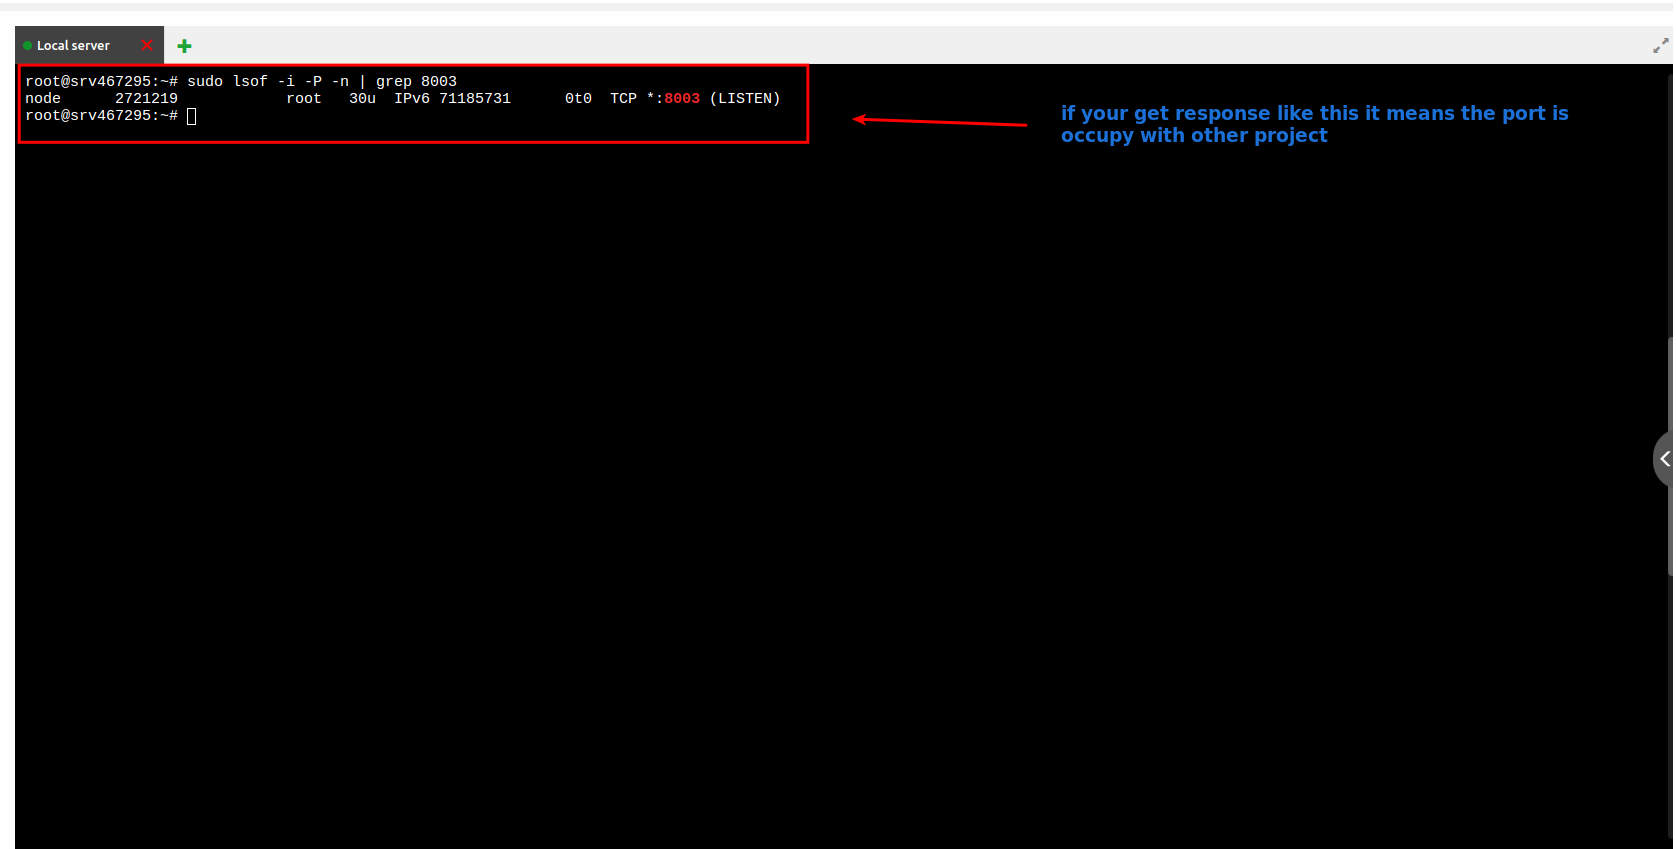 Local server
root@srv467295:~# sudo lsof -i -P -n | grep 8003
node      2721219            root   30u  IPv6 71185731      0t0  TCP *:8003 (LISTEN)
root@srv467295:~#
if your get response like this it means the port is
occupy with other project